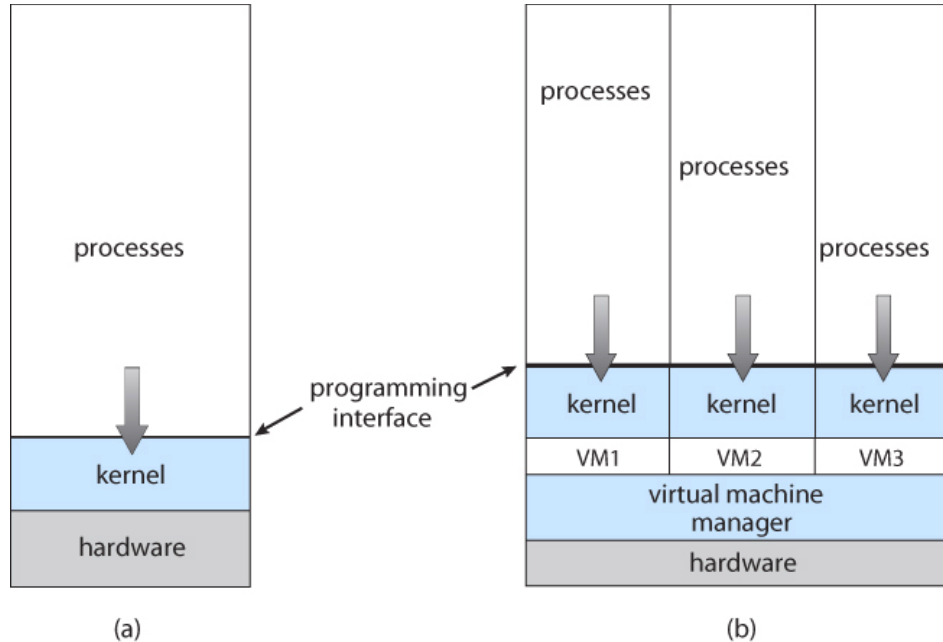 processes
kernel
hardware
(a)
programming
interface
processes
processes
processes
kernel
kernel
kernel
VM1
VM2
VM3
virtual machine
manager
hardware
(b)